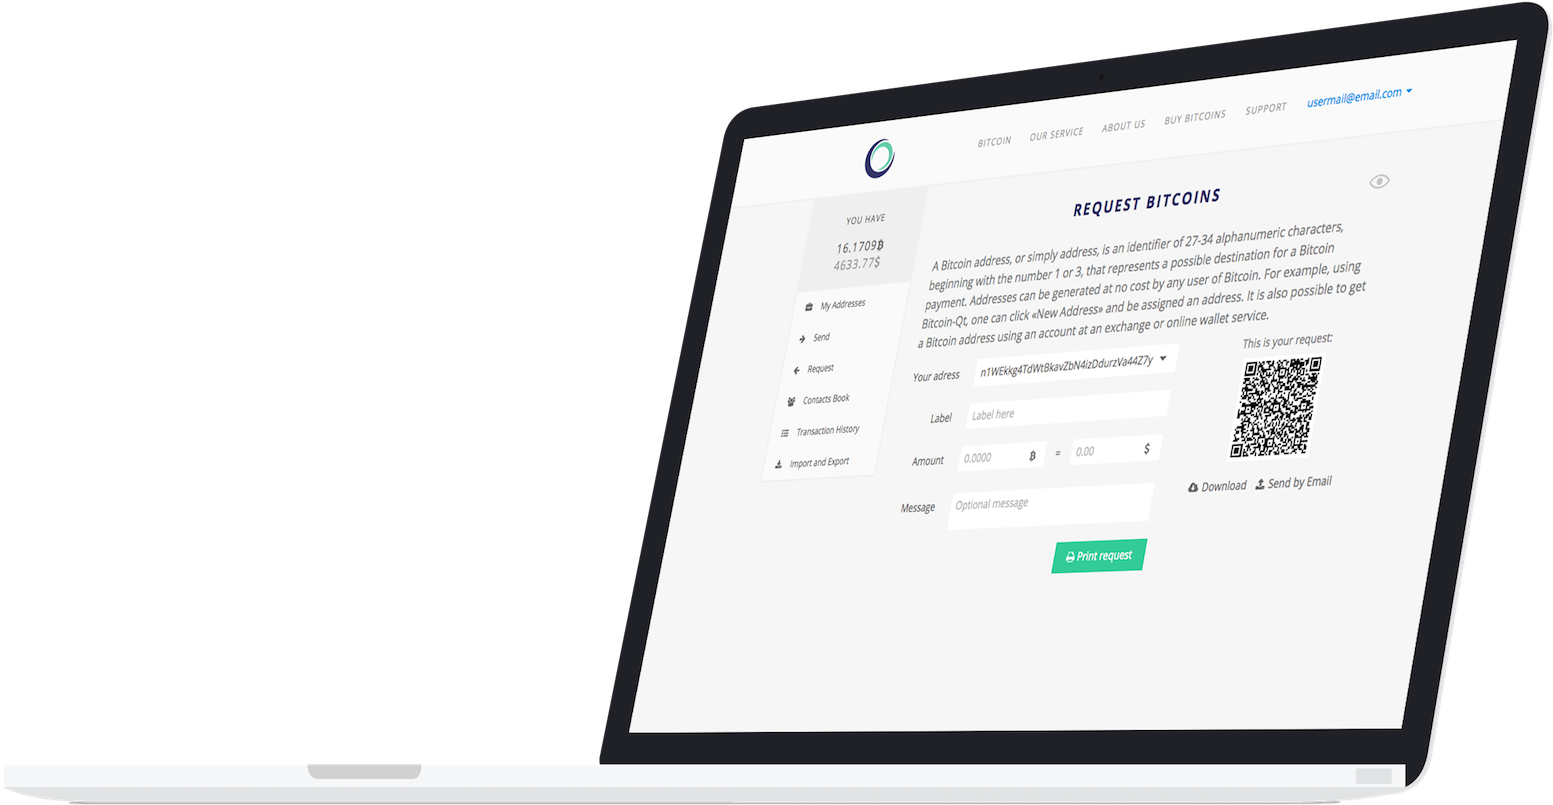 BITCOIN OUR SERVICE ABOUT US BUY BITCOINS SUPPORT usermail@email.com
YOU HAVE
16.1709฿
4633.77$
My Addresses
Send
Request
Contacts Book
Transaction History
Import and Export
REQUEST BITCOINS
A Bitcoin address, or simply address, is an identifier of 27-34 alphanumeric characters,
beginning with the number 1 or 3, that represents a possible destination for a Bitcoin
payment. Addresses can be generated at no cost by any user of Bitcoin. For example, using
Bitcoin-Qt, one can click «New Address» and be assigned an address. It is also possible to get
a Bitcoin address using an account at an exchange or online wallet service.
Your adress n1WEkkg4TdWtBkavZbN4izDdurzVa44Z7y
Label Label here
Amount 0.0000 ฿ = 0.00 $
Message Optional message
Print request
This is your request:
Download Send by Email